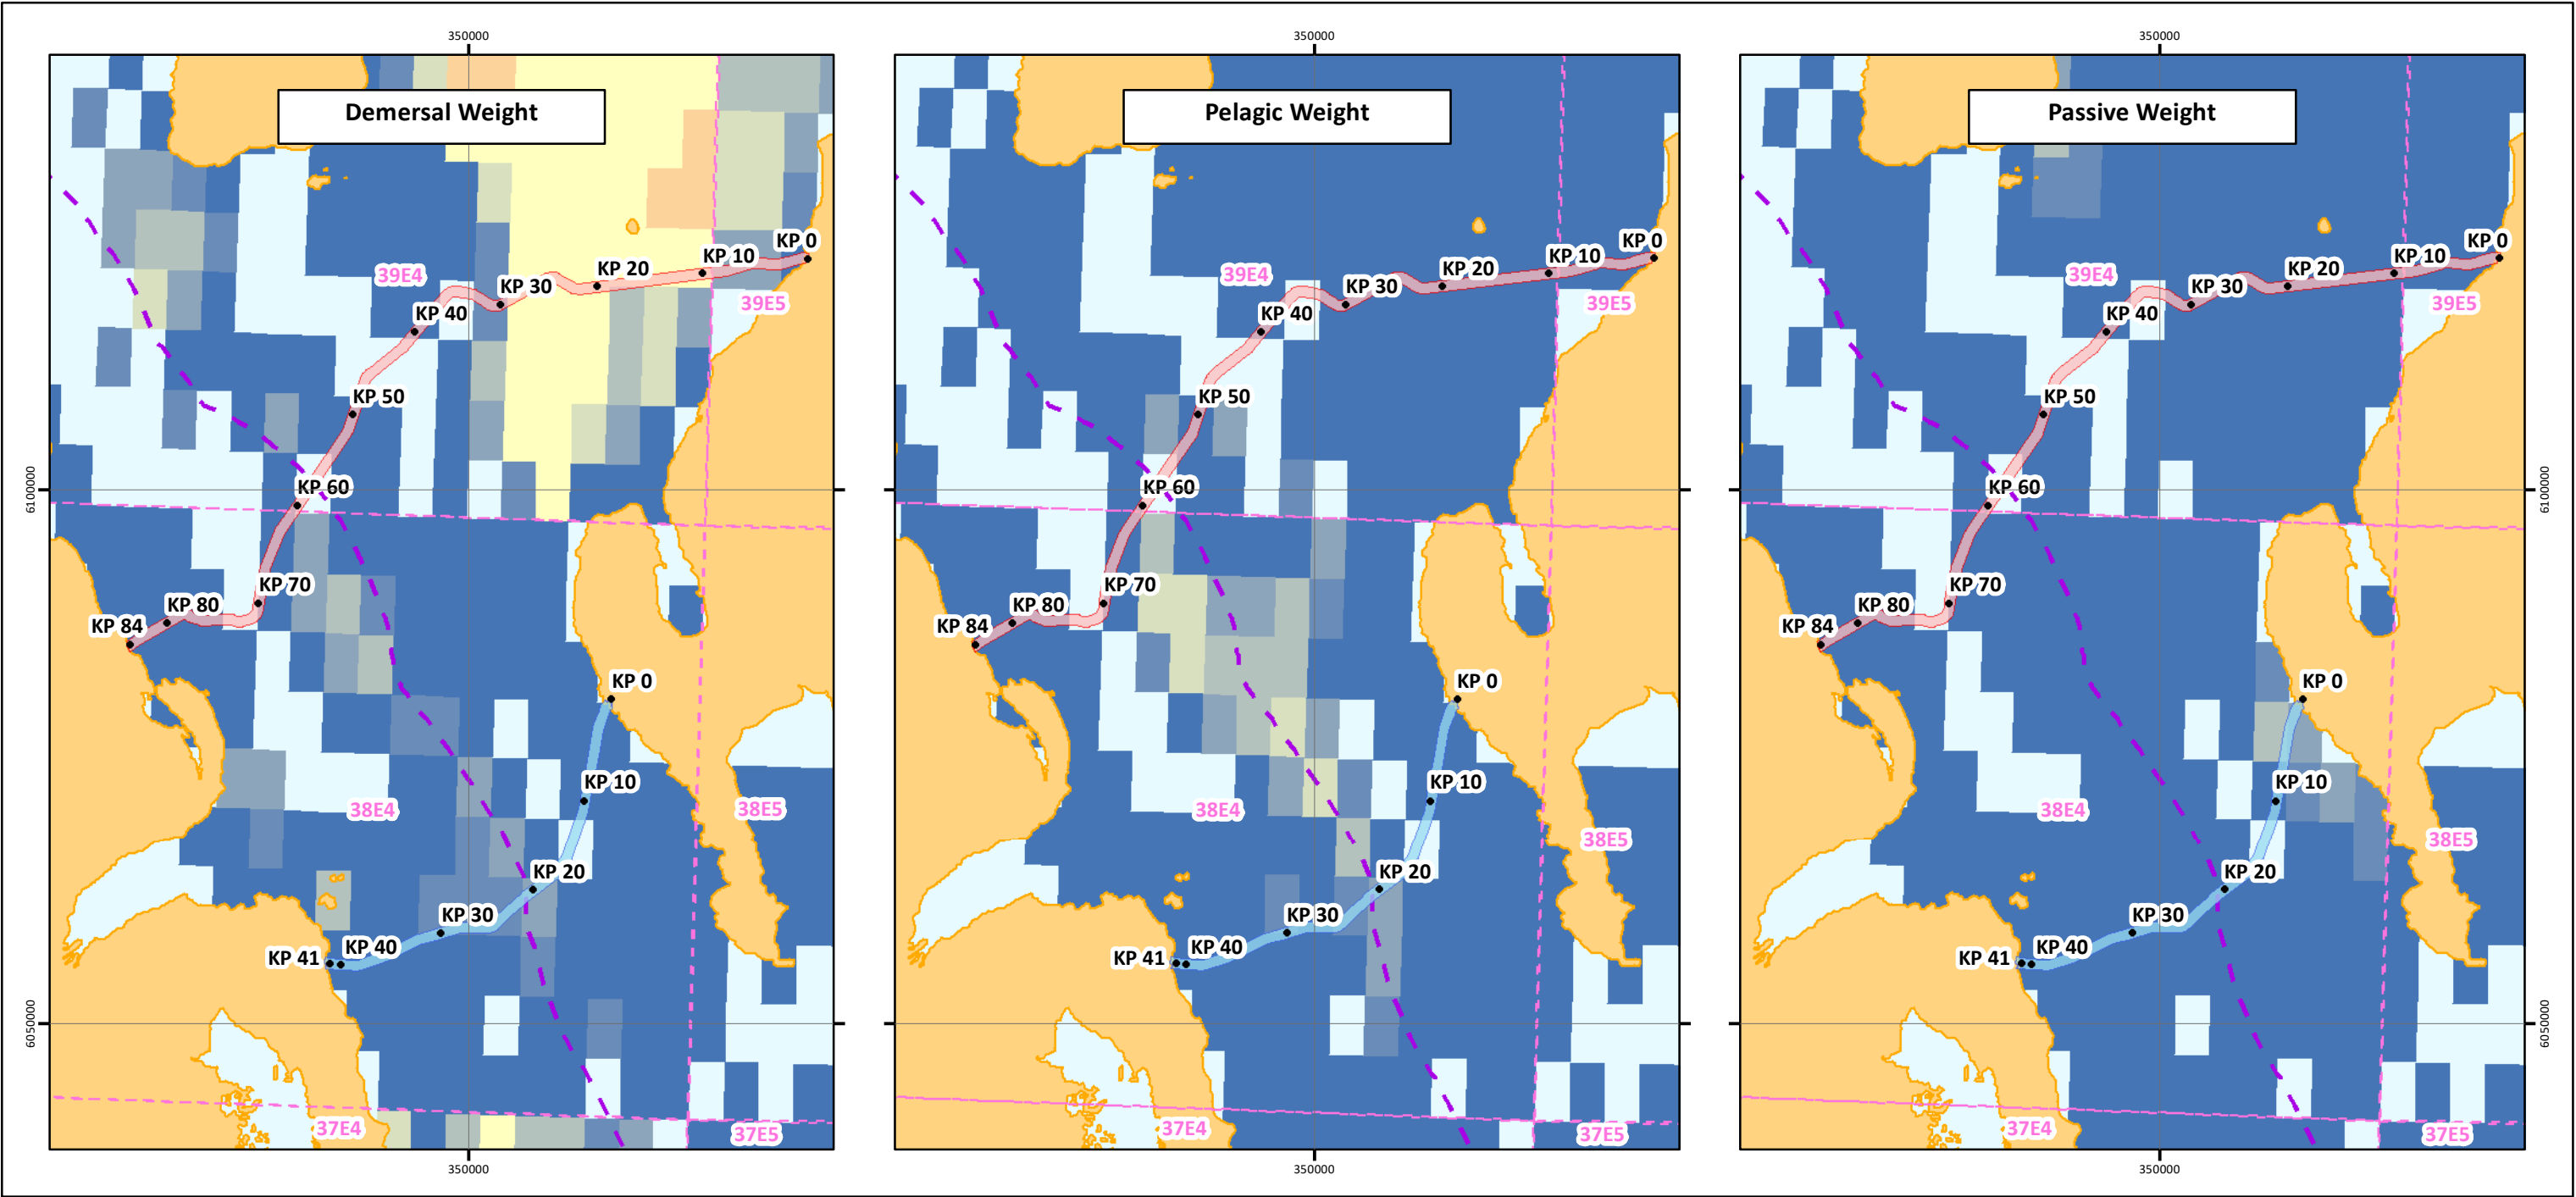 350000
350000
350000
Demersal Weight
Pelagic Weight
Passive Weight
KP 0
KP 10
KP 20
39E4
KP 30
39E5
KP 40
KP 50
KP 60
KP 70
KP 80
KP 84
KP 0
KP 10
38E4
38E5
KP 20
KP 30
KP 40
KP 41
37E4
37E5
KP 0
KP 10
KP 20
39E4
KP 30
39E5
KP 40
KP 50
KP 60
KP 70
KP 80
KP 84
KP 0
KP 10
38E4
38E5
KP 20
KP 30
KP 40
KP 41
37E4
37E5
KP 0
KP 10
KP 20
39E4
KP 30
39E5
KP 40
KP 50
KP 60
KP 70
KP 80
KP 84
KP 0
KP 10
38E4
38E5
KP 20
KP 30
KP 40
KP 41
37E4
37E5
6100000
6050000
6100000
6050000
350000
350000
350000